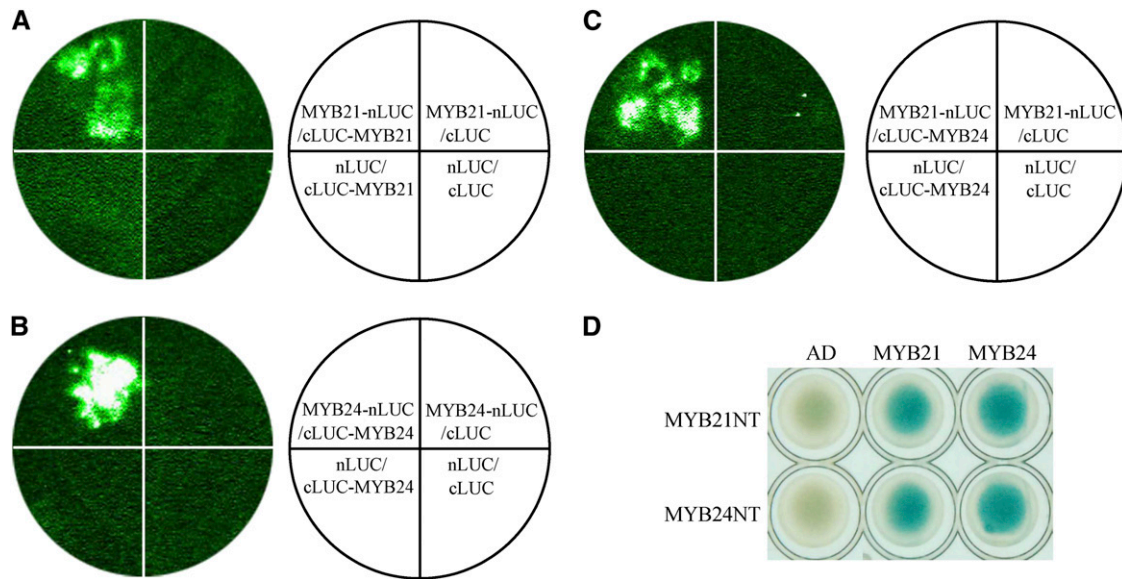 A
MYB21-nLUC
/cLUC-MYB21
MYB21-nLUC
/cLUC
nLUC/
cLUC-MYB21
nLUC/
cLUC
B
MYB24-nLUC
/cLUC-MYB24
MYB24-nLUC
/cLUC
nLUC/
cLUC-MYB24
nLUC/
cLUC
C
MYB21-nLUC
/cLUC-MYB24
MYB21-nLUC
/cLUC
nLUC/
cLUC-MYB24
nLUC/
cLUC
D
AD MYB21 MYB24
MYB21NT
MYB24NT